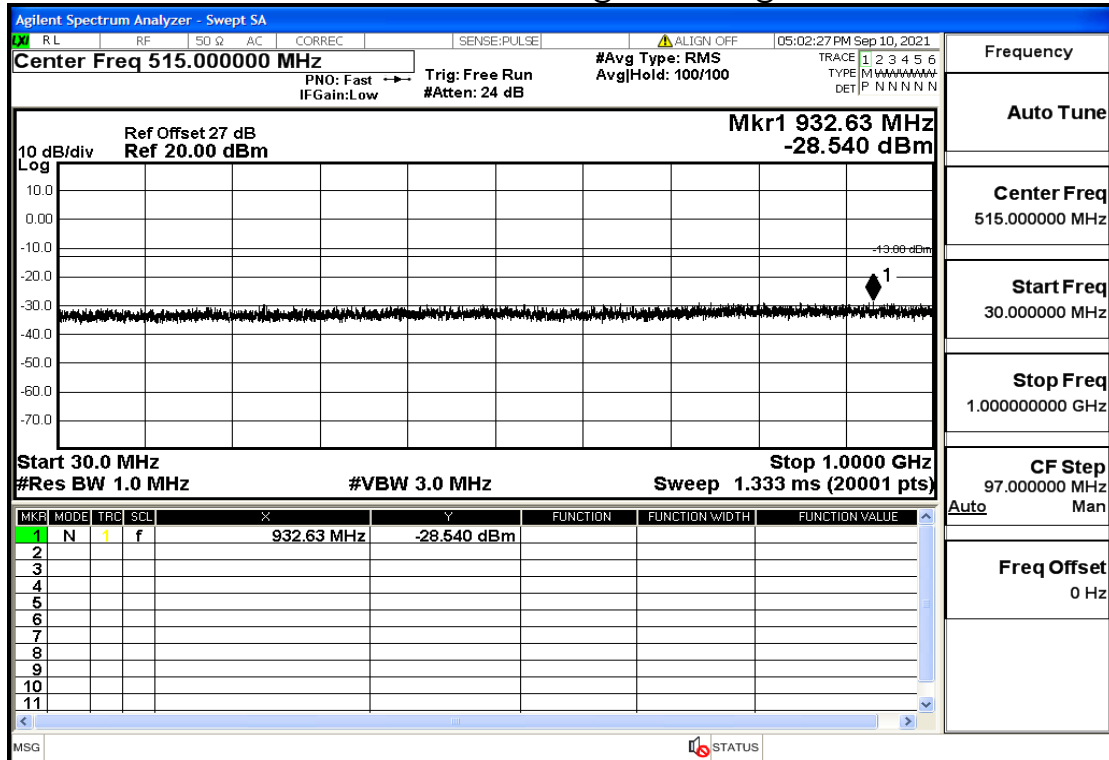 Agilent Spectrum Analyzer - Swept SA
LXI RL RF 50 Ω AC CORREC SENSE:PULSE ALIGN OFF 05:02:27 PM Sep 10, 2021
Center Freq 515.000000 MHz #Avg Type: RMS TRACE 1 2 3 4 5 6
PNO: Fast Trig: Free Run Avg|Hold: 100/100 TYPE M WWWWW
IFGain:Low #Atten: 24 dB DET P N N N N N
Mkr1 932.63 MHz
-28.540 dBm
Ref Offset 27 dB
10 dB/div Ref 20.00 dBm
Log
10.0
0.00
-10.0
-13.00 dBm
-20.0
1
-30.0
-40.0
-50.0
-60.0
-70.0
Start 30.0 MHz Stop 1.0000 GHz
#Res BW 1.0 MHz #VBW 3.0 MHz Sweep 1.333 ms (20001 pts)
MKR MODE TRC SCL X Y FUNCTION FUNCTION WIDTH FUNCTION VALUE
1 N 1 f 932.63 MHz -28.540 dBm
2
3
4
5
6
7
8
9
10
11
MSG STATUS
Frequency
Auto Tune
Center Freq
515.000000 MHz
Start Freq
30.000000 MHz
Stop Freq
1.000000000 GHz
CF Step
97.000000 MHz
Auto Man
Freq Offset
0 Hz